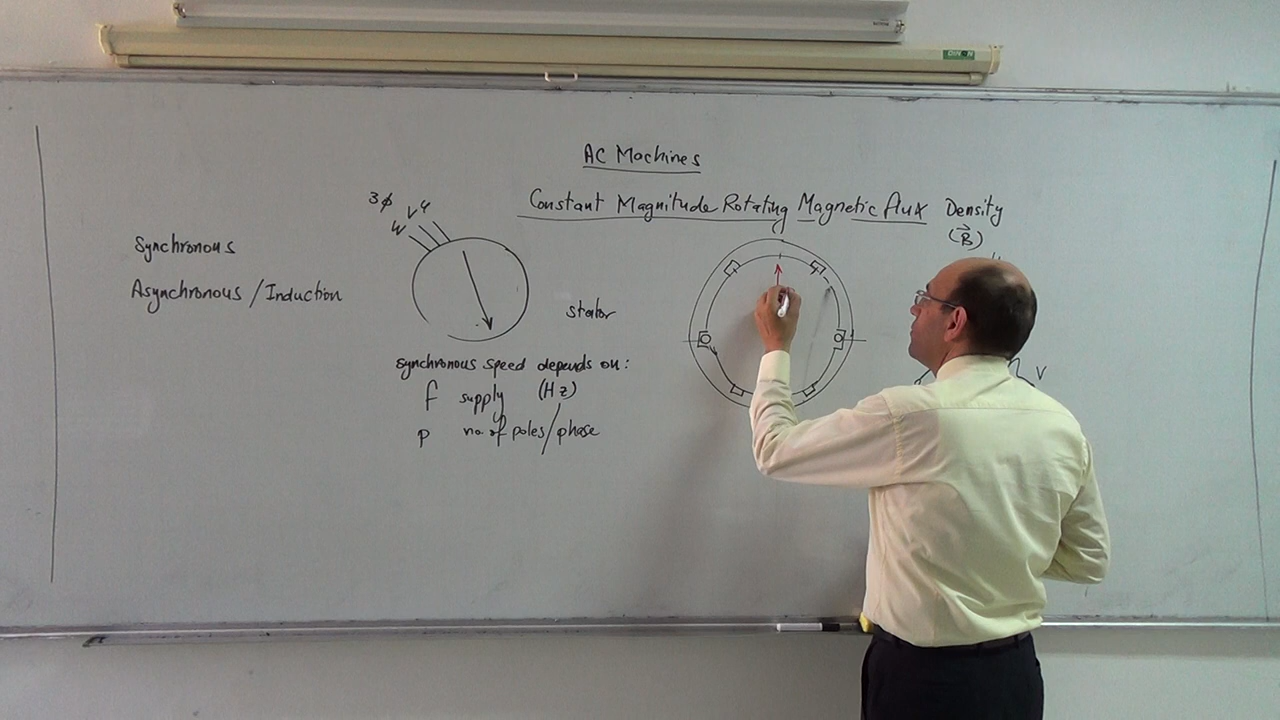 AC Machines
Constant Magnitude Rotating Magnetic flux Density
(B)
3ϕ
W V U
Synchronous
Asynchronous / Induction
stator
synchronous speed depends on:
f supply (Hz)
p no. of poles/phase
V